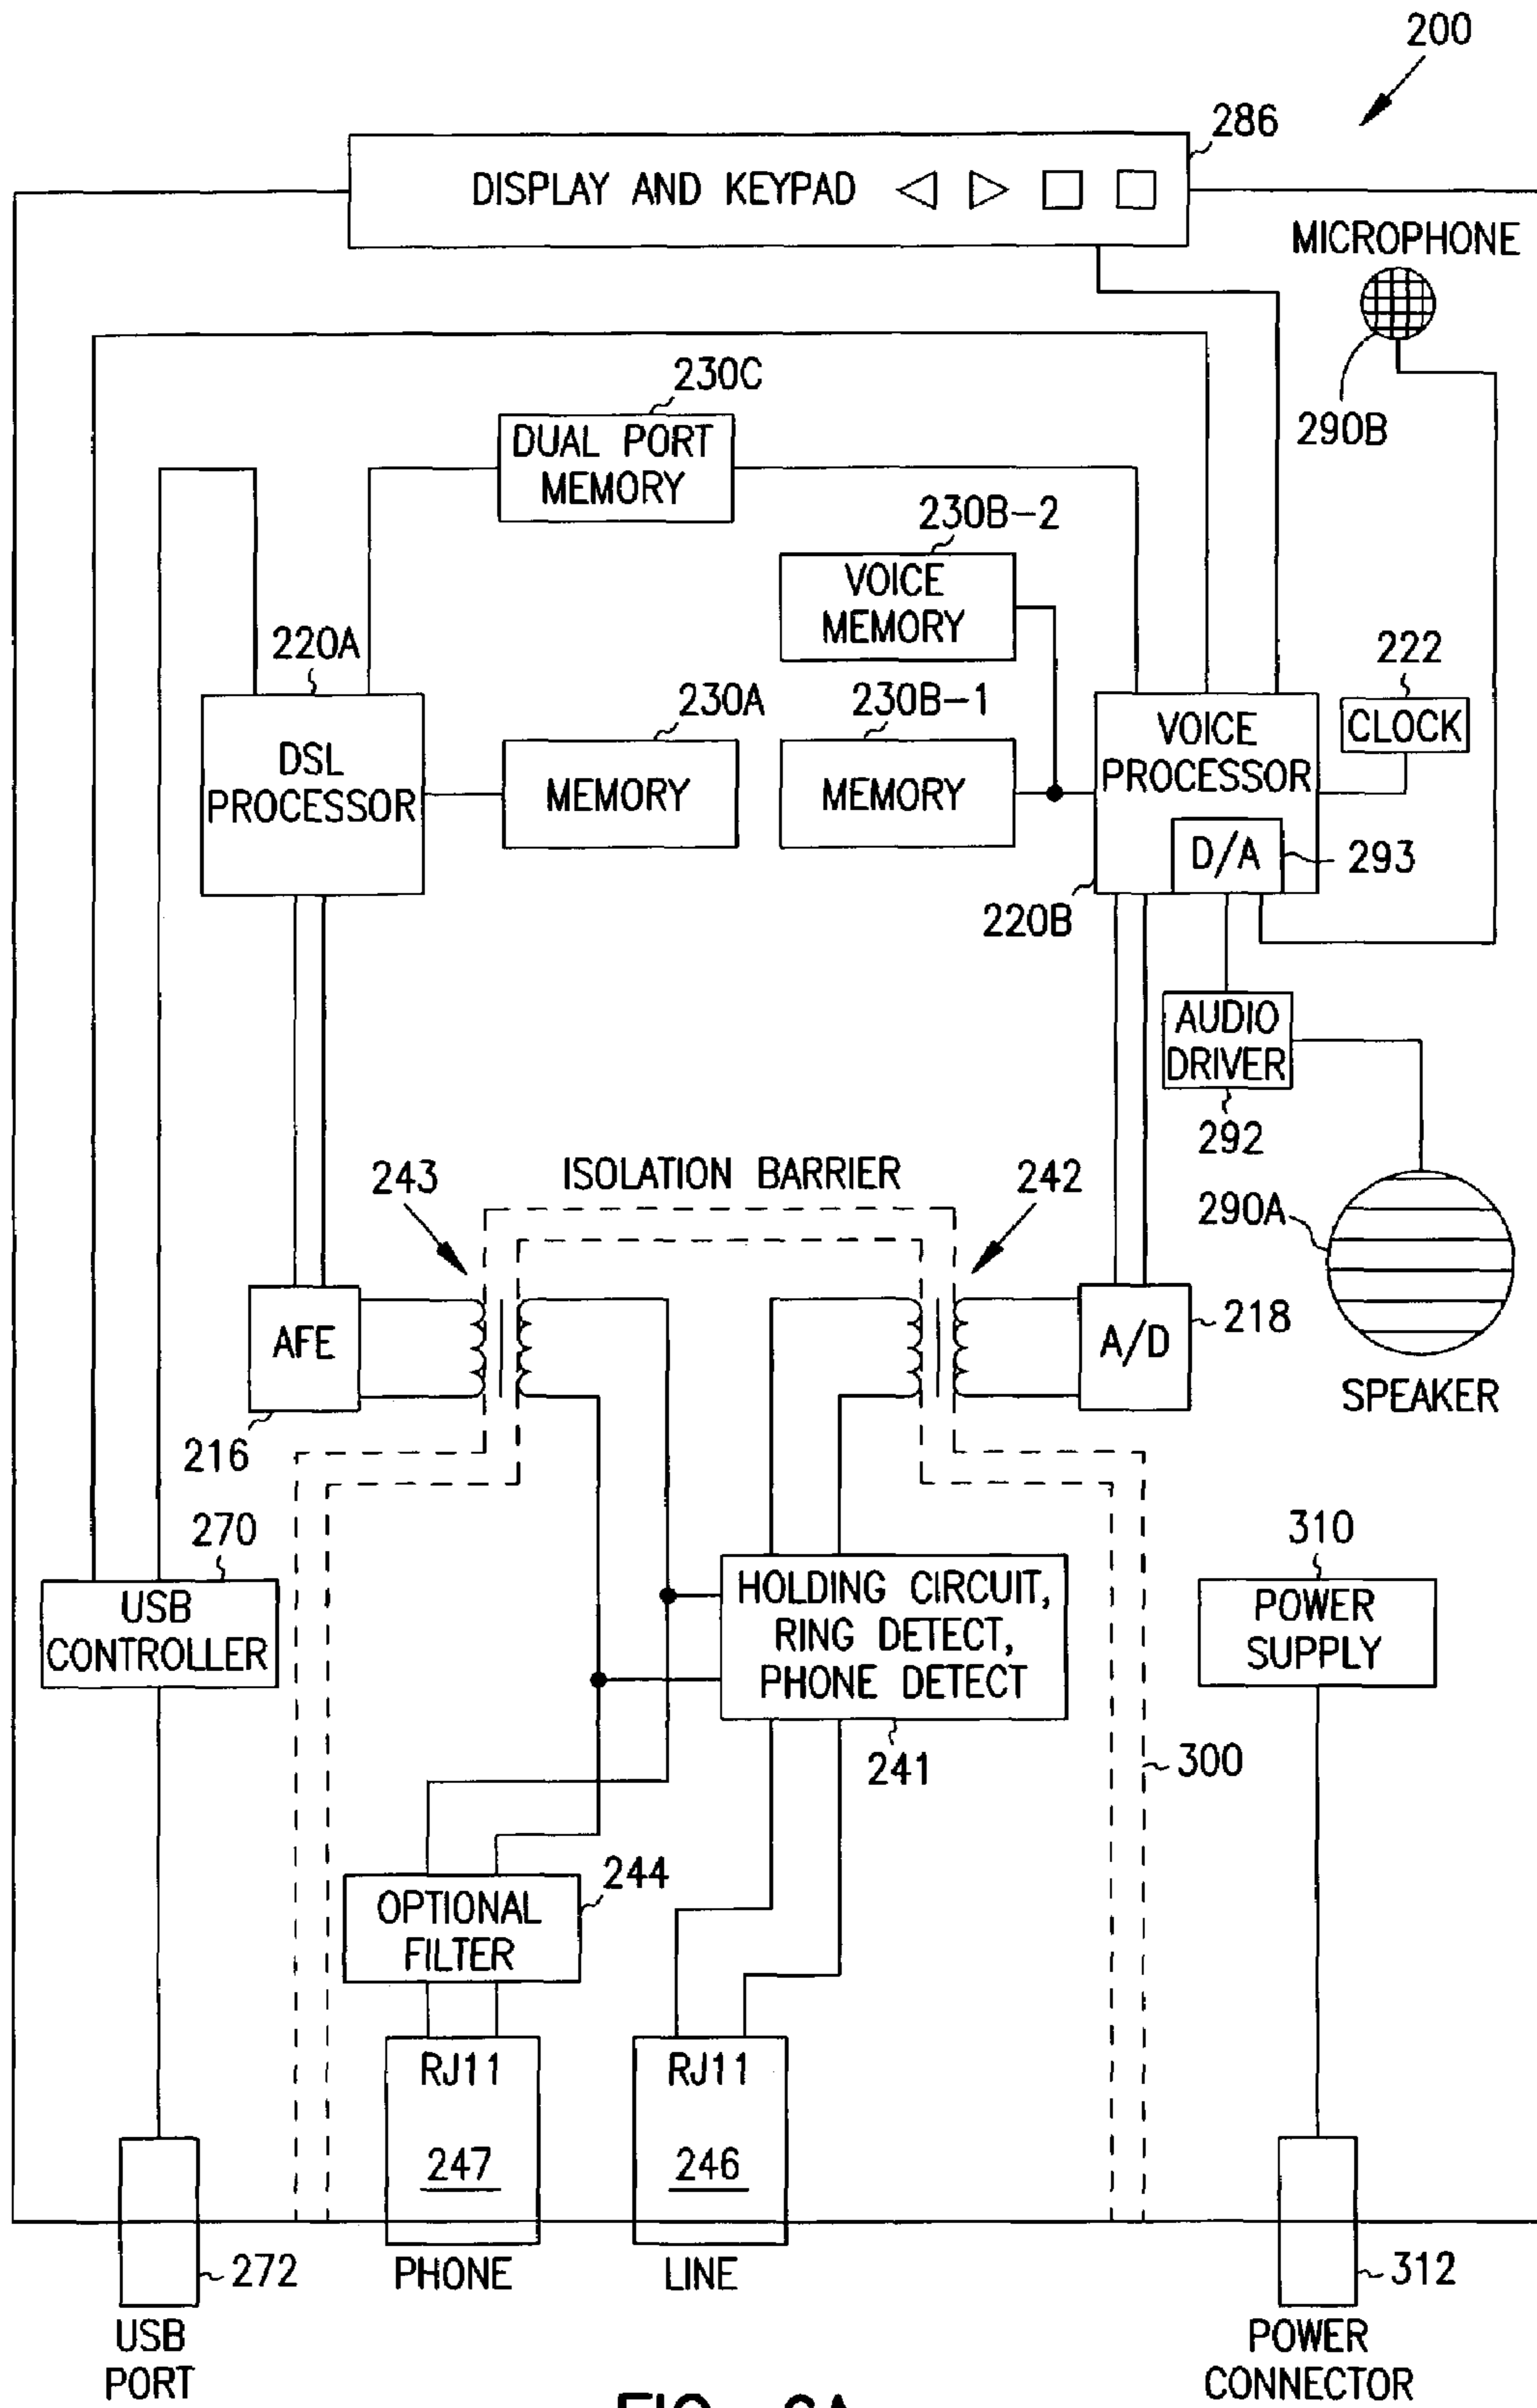 200
286
DISPLAY AND KEYPAD
MICROPHONE
290B
230C
DUAL PORT
MEMORY
230B-2
VOICE
MEMORY
220A
DSL
PROCESSOR
230A
MEMORY
230B-1
MEMORY
VOICE
PROCESSOR
222
CLOCK
D/A
293
220B
AUDIO
DRIVER
292
290A
SPEAKER
243
ISOLATION BARRIER
242
AFE
216
A/D
218
270
USB
CONTROLLER
HOLDING CIRCUIT,
RING DETECT,
PHONE DETECT
241
310
POWER
SUPPLY
300
244
OPTIONAL
FILTER
RJ11
247
PHONE
RJ11
246
LINE
272
USB
PORT
312
POWER
CONNECTOR